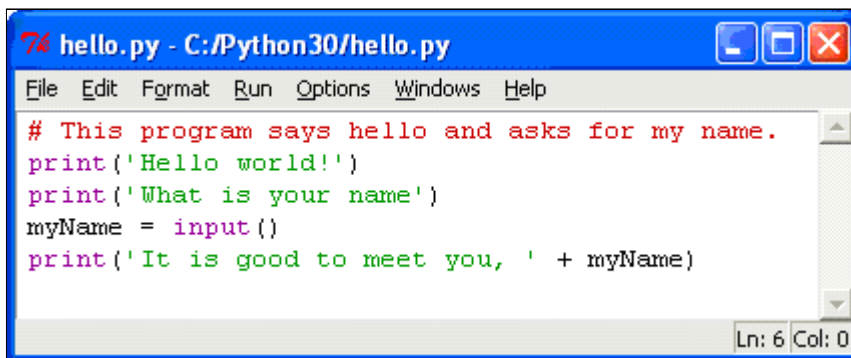 hello.py - C:/Python30/hello.py
File Edit Format Run Options Windows Help
# This program says hello and asks for my name.
print('Hello world!')
print('What is your name')
myName = input()
print('It is good to meet you, ' + myName)
Ln: 6 Col: 0